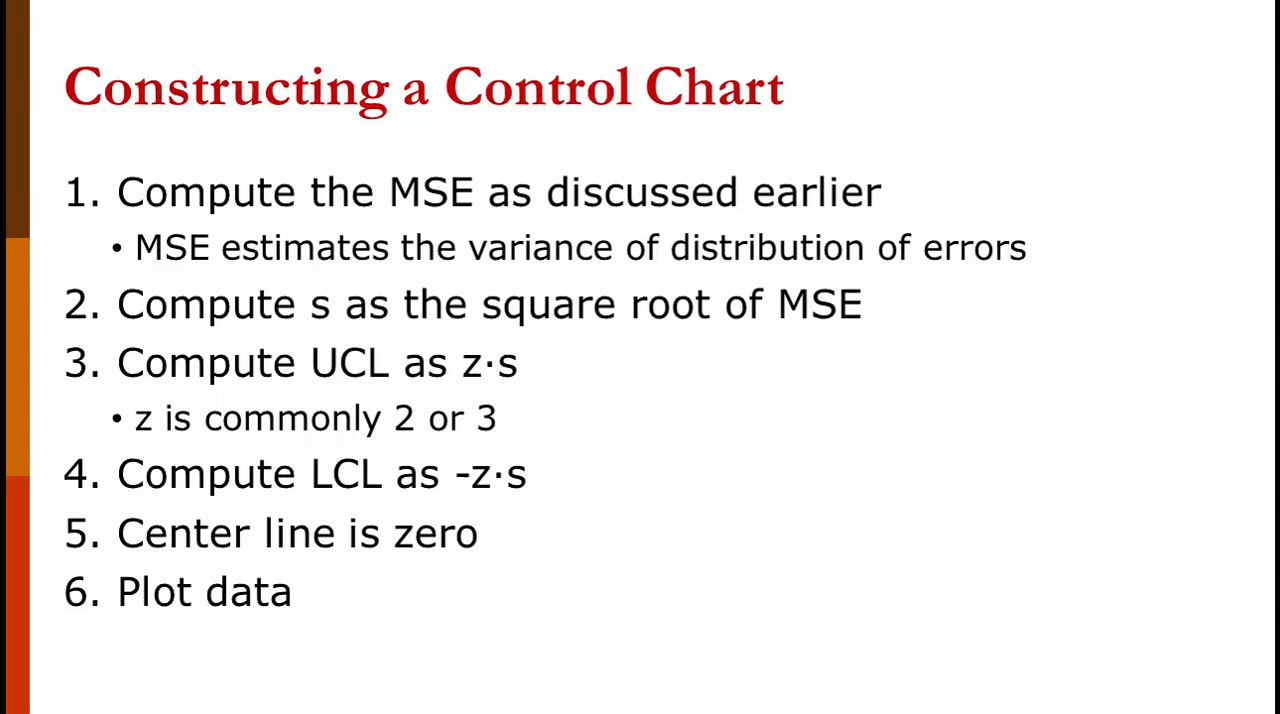 Constructing a Control Chart
1. Compute the MSE as discussed earlier
• MSE estimates the variance of distribution of errors
2. Compute s as the square root of MSE
3. Compute UCL as z·s
• z is commonly 2 or 3
4. Compute LCL as -z·s
5. Center line is zero
6. Plot data